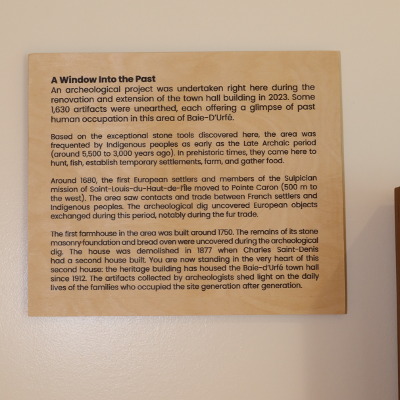 A Window Into the Past
An archeological project was undertaken right here during the
renovation and extension of the town hall building in 2023. Some
1,630 artifacts were unearthed, each offering a glimpse of past
human occupation in this area of Baie-D'Urfé.
Based on the exceptional stone tools discovered here, the area was
frequented by Indigenous peoples as early as the Late Archaic period
(around 5,500 to 3,000 years ago). In prehistoric times, they came here to
hunt, fish, establish temporary settlements, farm, and gather food.
Around 1680, the first European settlers and members of the Sulpician
mission of Saint-Louis-du-Haut-de-l'Île moved to Pointe Caron (500 m to
the west). The area saw contacts and trade between French settlers and
Indigenous peoples. The archeological dig uncovered European objects
exchanged during this period, notably during the fur trade.
The first farmhouse in the area was built around 1750. The remains of its stone
masonry foundation and bread oven were uncovered during the archeological
dig. The house was demolished in 1877 when Charles Saint-Denis
had a second house built. You are now standing in the very heart of this
second house: the heritage building has housed the Baie-d'Urfé town hall
since 1912. The artifacts collected by archeologists shed light on the daily
lives of the families who occupied the site generation after generation.